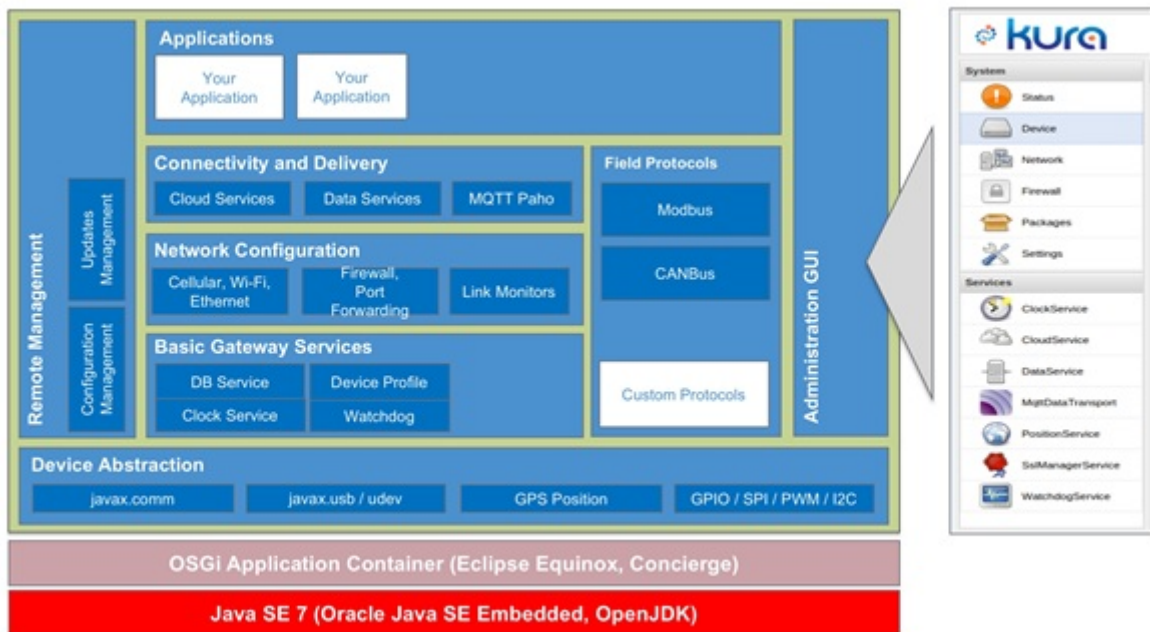 Applications
Your
Application
Your
Application
Connectivity and Delivery
Cloud Services
Data Services
MQTT Paho
Network Configuration
Cellular, Wi-Fi,
Ethernet
Firewall,
Port
Forwarding
Link Monitors
Basic Gateway Services
DB Service
Device Profile
Clock Service
Watchdog
Field Protocols
Modbus
CANBus
Custom Protocols
Remote Management
Updates
Management
Configuration
Management
Administration GUI
Device Abstraction
javax.comm
javax.usb / udev
GPS Position
GPIO / SPI / PWM / I2C
OSGi Application Container (Eclipse Equinox, Concierge)
Java SE 7 (Oracle Java SE Embedded, OpenJDK)
kura
System
Status
Device
Network
Firewall
Packages
Settings
Services
ClockService
CloudService
DataService
MqttDataTransport
PositionService
SslManagerService
WatchdogService